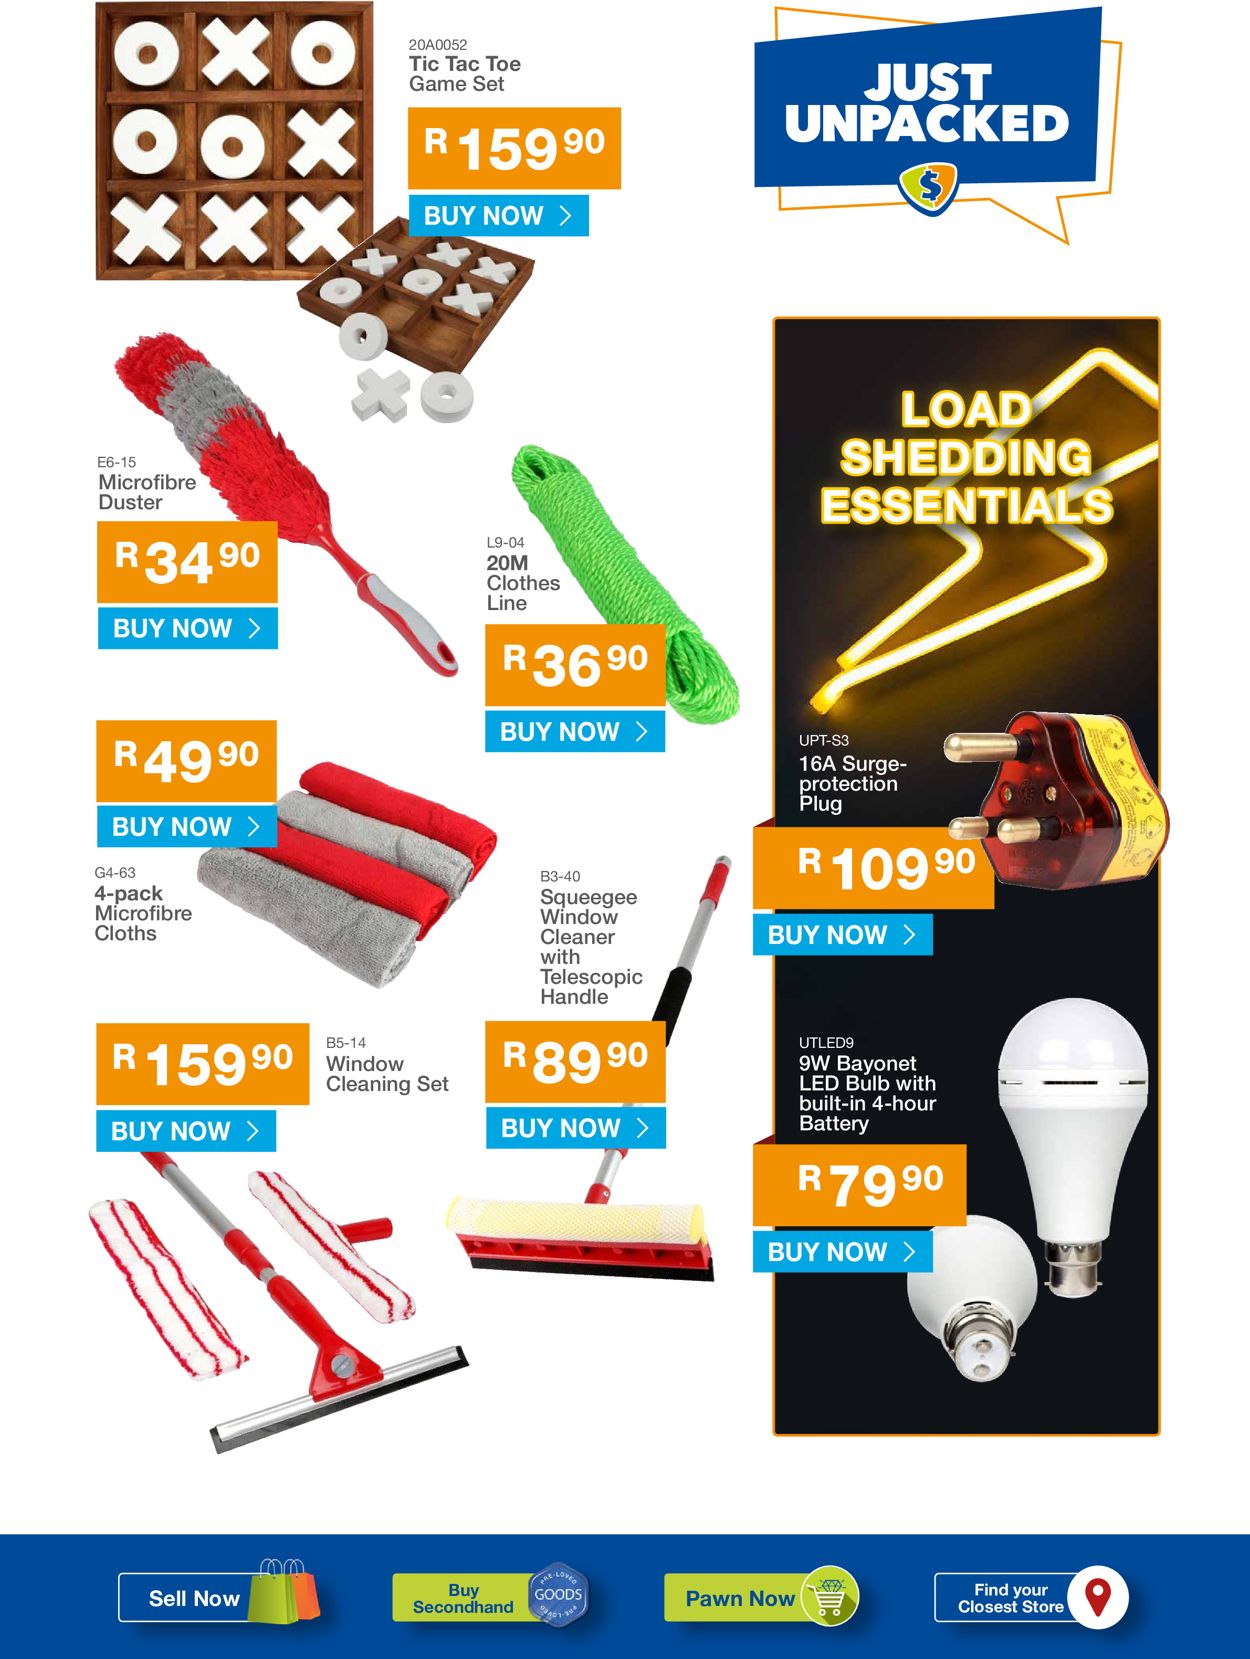 20A0052
Tic Tac Toe
Game Set
R 159 90
BUY NOW
JUST
UNPACKED
$
E6-15
Microfibre
Duster
R 34 90
BUY NOW
L9-04
20M
Clothes
Line
R 36 90
BUY NOW
R 49 90
BUY NOW
G4-63
4-pack
Microfibre
Cloths
B3-40
Squeegee
Window
Cleaner
with
Telescopic
Handle
R 89 90
BUY NOW
R 159 90
BUY NOW
B5-14
Window
Cleaning Set
LOAD
SHEDDING
ESSENTIALS
UPT-S3
16A Surge-
protection
Plug
R 109 90
BUY NOW
UTLED9
9W Bayonet
LED Bulb with
built-in 4-hour
Battery
R 79 90
BUY NOW
Sell Now
Buy
Secondhand
PRE-LOVED
GOODS
PRE-LOVED
Pawn Now
Find your
Closest Store